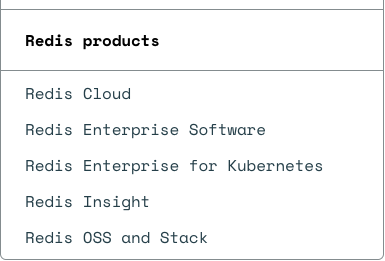 Redis products
Redis Cloud
Redis Enterprise Software
Redis Enterprise for Kubernetes
Redis Insight
Redis OSS and Stack